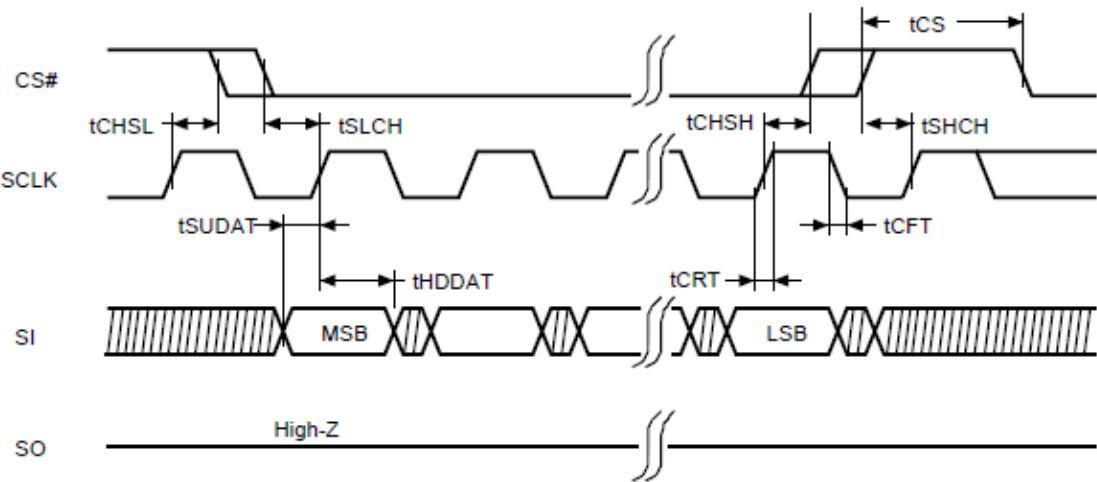 tCS
CS#
tCHSL
tSLCH
tCHSH
tSHCH
SCLK
tSUDAT
tCFT
tHDDAT
tCRT
SI
MSB
LSB
High-Z
SO